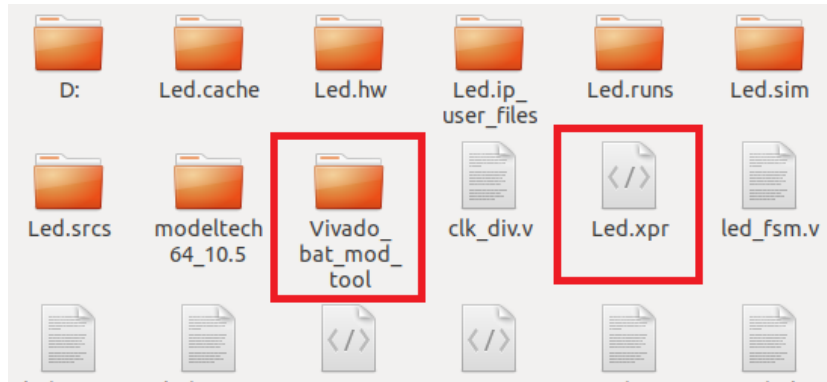 D:
Led.cache
Led.hw
Led.ip_
user_files
Led.runs
Led.sim
Led.srcs
modeltech
64_10.5
Vivado_
bat_mod_
tool
clk_div.v
Led.xpr
led_fsm.v